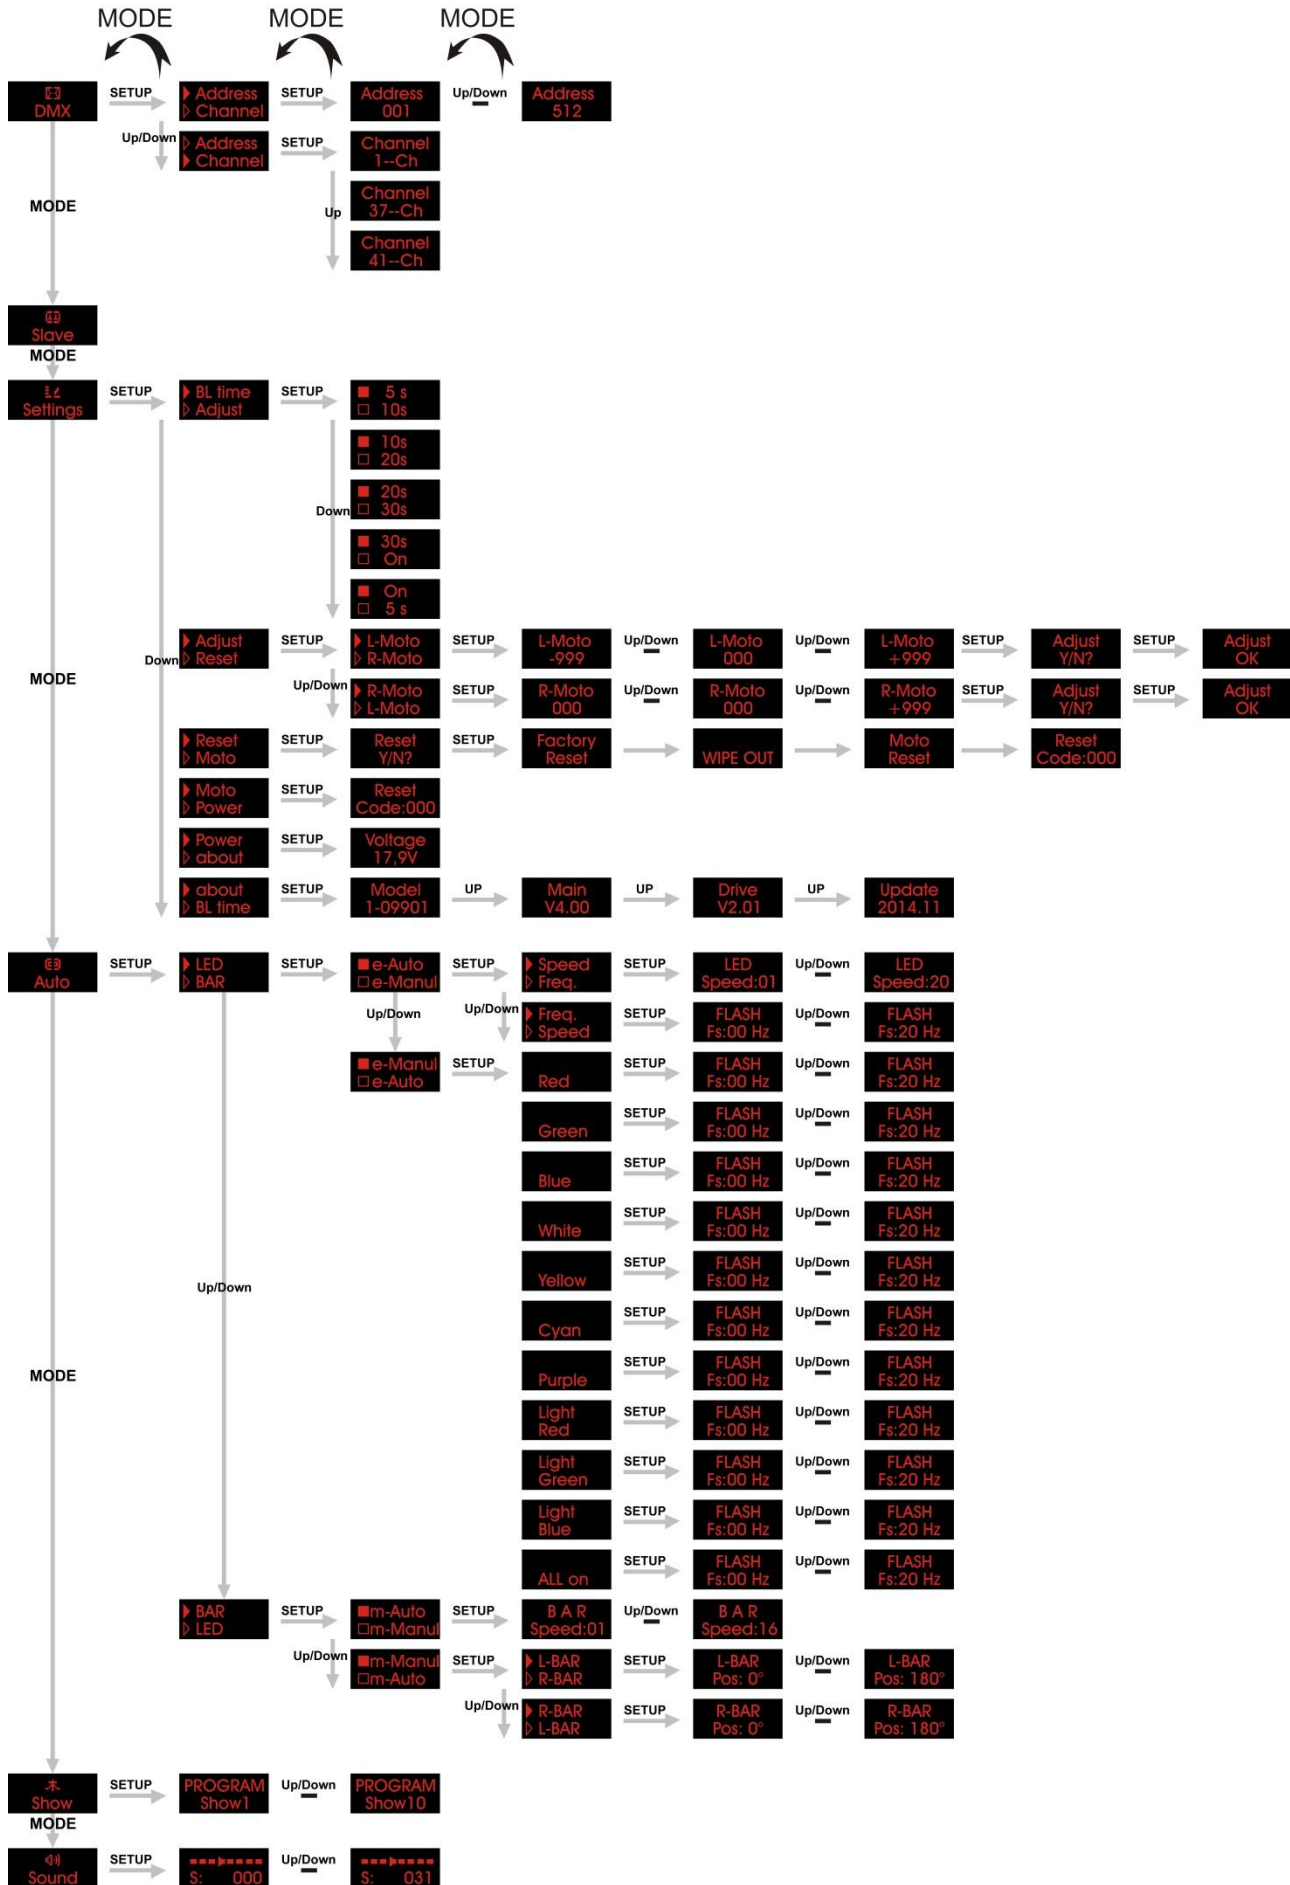 MODE MODE MODE
DMX SETUP Address SETUP Address Up/Down Address
Channel 001 512
Up/Down Address SETUP Channel
Channel 1--Ch
MODE Up Channel
37--Ch
Channel
41--Ch
Slave
MODE
Settings SETUP BL time SETUP 5 s
Adjust 10s
10s
20s
Down 20s
30s
30s
On
On
5 s
MODE Down Adjust SETUP L-Moto SETUP L-Moto Up/Down L-Moto Up/Down L-Moto SETUP Adjust SETUP Adjust
Reset R-Moto -999 000 +999 Y/N? OK
Up/Down R-Moto SETUP R-Moto Up/Down R-Moto Up/Down R-Moto SETUP Adjust SETUP Adjust
L-Moto 000 000 +999 Y/N? OK
Reset SETUP Reset SETUP Factory WIPE OUT Moto Reset
Moto Y/N? Reset Reset Code:000
Moto SETUP Reset
Power Code:000
Power SETUP Voltage
about 17,9V
about SETUP Model UP Main UP Drive UP Update
BL time 1-09901 V4.00 V2.01 2014.11
Auto SETUP LED SETUP e-Auto SETUP Speed SETUP LED Up/Down LED
BAR e-Manul Freq. Speed:01 Speed:20
Up/Down Up/Down Freq. SETUP FLASH Up/Down FLASH
Speed Fs:00 Hz Fs:20 Hz
e-Manul SETUP Red SETUP FLASH Up/Down FLASH
e-Auto Fs:00 Hz Fs:20 Hz
Green SETUP FLASH Up/Down FLASH
Fs:00 Hz Fs:20 Hz
Blue SETUP FLASH Up/Down FLASH
Fs:00 Hz Fs:20 Hz
White SETUP FLASH Up/Down FLASH
Fs:00 Hz Fs:20 Hz
Yellow SETUP FLASH Up/Down FLASH
Fs:00 Hz Fs:20 Hz
Up/Down
Cyan SETUP FLASH Up/Down FLASH
Fs:00 Hz Fs:20 Hz
MODE Purple SETUP FLASH Up/Down FLASH
Fs:00 Hz Fs:20 Hz
Light SETUP FLASH Up/Down FLASH
Red Fs:00 Hz Fs:20 Hz
Light SETUP FLASH Up/Down FLASH
Green Fs:00 Hz Fs:20 Hz
Light SETUP FLASH Up/Down FLASH
Blue Fs:00 Hz Fs:20 Hz
ALL on SETUP FLASH Up/Down FLASH
Fs:00 Hz Fs:20 Hz
BAR SETUP m-Auto SETUP B A R Up/Down B A R
LED m-Manul Speed:01 Speed:16
Up/Down m-Manul SETUP L-BAR SETUP L-BAR Up/Down L-BAR
m-Auto R-BAR Pos: 0° Pos: 180°
Up/Down R-BAR SETUP R-BAR Up/Down R-BAR
L-BAR Pos: 0° Pos: 180°
Show SETUP PROGRAM Up/Down PROGRAM
Show1 Show10
MODE
Sound SETUP S: 000 Up/Down S: 031